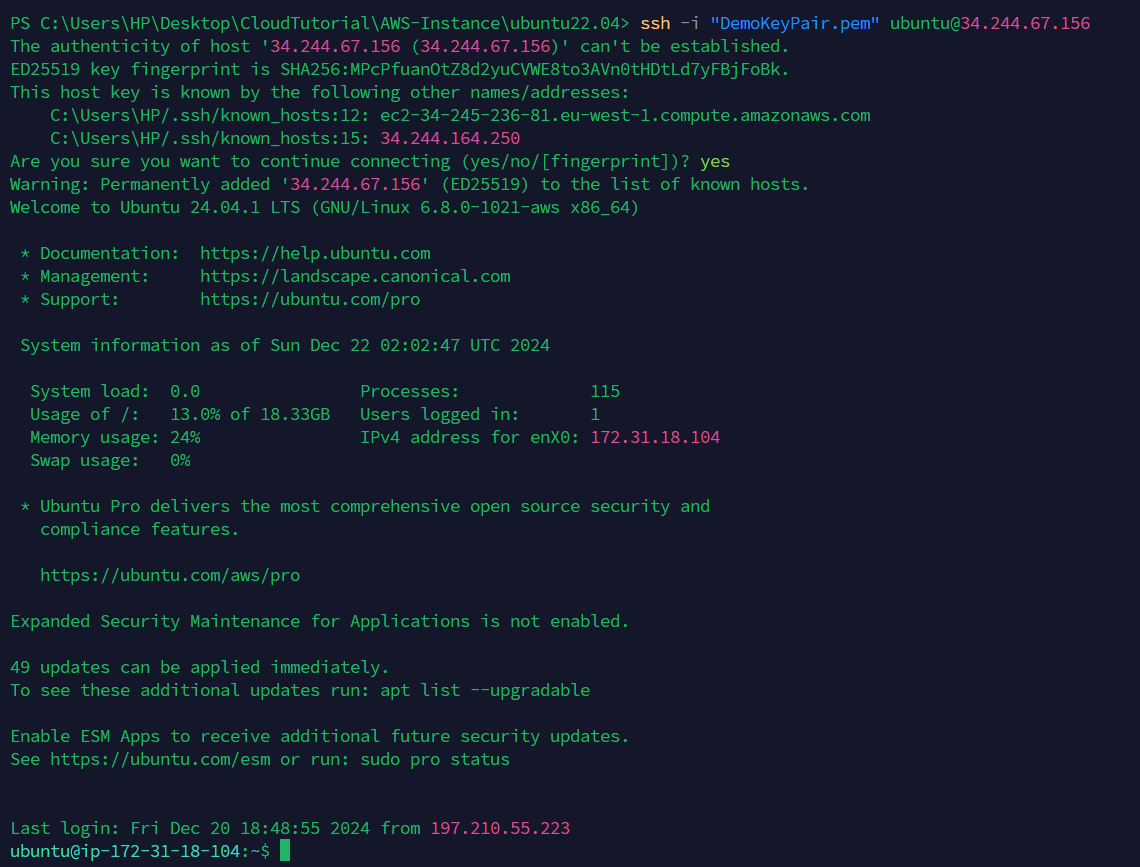 PS C:\Users\HP\Desktop\CloudTutorial\AWS-Instance\ubuntu22.04> ssh -i "DemoKeyPair.pem" ubuntu@34.244.67.156
The authenticity of host '34.244.67.156 (34.244.67.156)' can't be established.
ED25519 key fingerprint is SHA256:MPcPfuanOtZ8d2yuCVWE8to3AVn0tHDtLd7yFBjFoBk.
This host key is known by the following other names/addresses:
    C:\Users\HP/.ssh/known_hosts:12: ec2-34-245-236-81.eu-west-1.compute.amazonaws.com
    C:\Users\HP/.ssh/known_hosts:15: 34.244.164.250
Are you sure you want to continue connecting (yes/no/[fingerprint])? yes
Warning: Permanently added '34.244.67.156' (ED25519) to the list of known hosts.
Welcome to Ubuntu 24.04.1 LTS (GNU/Linux 6.8.0-1021-aws x86_64)

 * Documentation:  https://help.ubuntu.com
 * Management:     https://landscape.canonical.com
 * Support:        https://ubuntu.com/pro

 System information as of Sun Dec 22 02:02:47 UTC 2024

  System load:  0.0                Processes:             115
  Usage of /:   13.0% of 18.33GB   Users logged in:       1
  Memory usage: 24%                IPv4 address for enX0: 172.31.18.104
  Swap usage:   0%

 * Ubuntu Pro delivers the most comprehensive open source security and
   compliance features.

   https://ubuntu.com/aws/pro

Expanded Security Maintenance for Applications is not enabled.

49 updates can be applied immediately.
To see these additional updates run: apt list --upgradable

Enable ESM Apps to receive additional future security updates.
See https://ubuntu.com/esm or run: sudo pro status


Last login: Fri Dec 20 18:48:55 2024 from 197.210.55.223
ubuntu@ip-172-31-18-104:~$